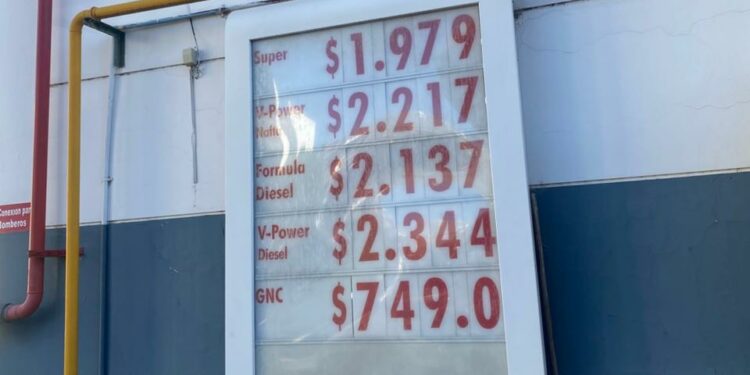 Super $1.979
V-Power Nafta $2.217
Formula Diesel $2.137
V-Power Diesel $2.344
GNC $749.0
Conexion para
Bomberos